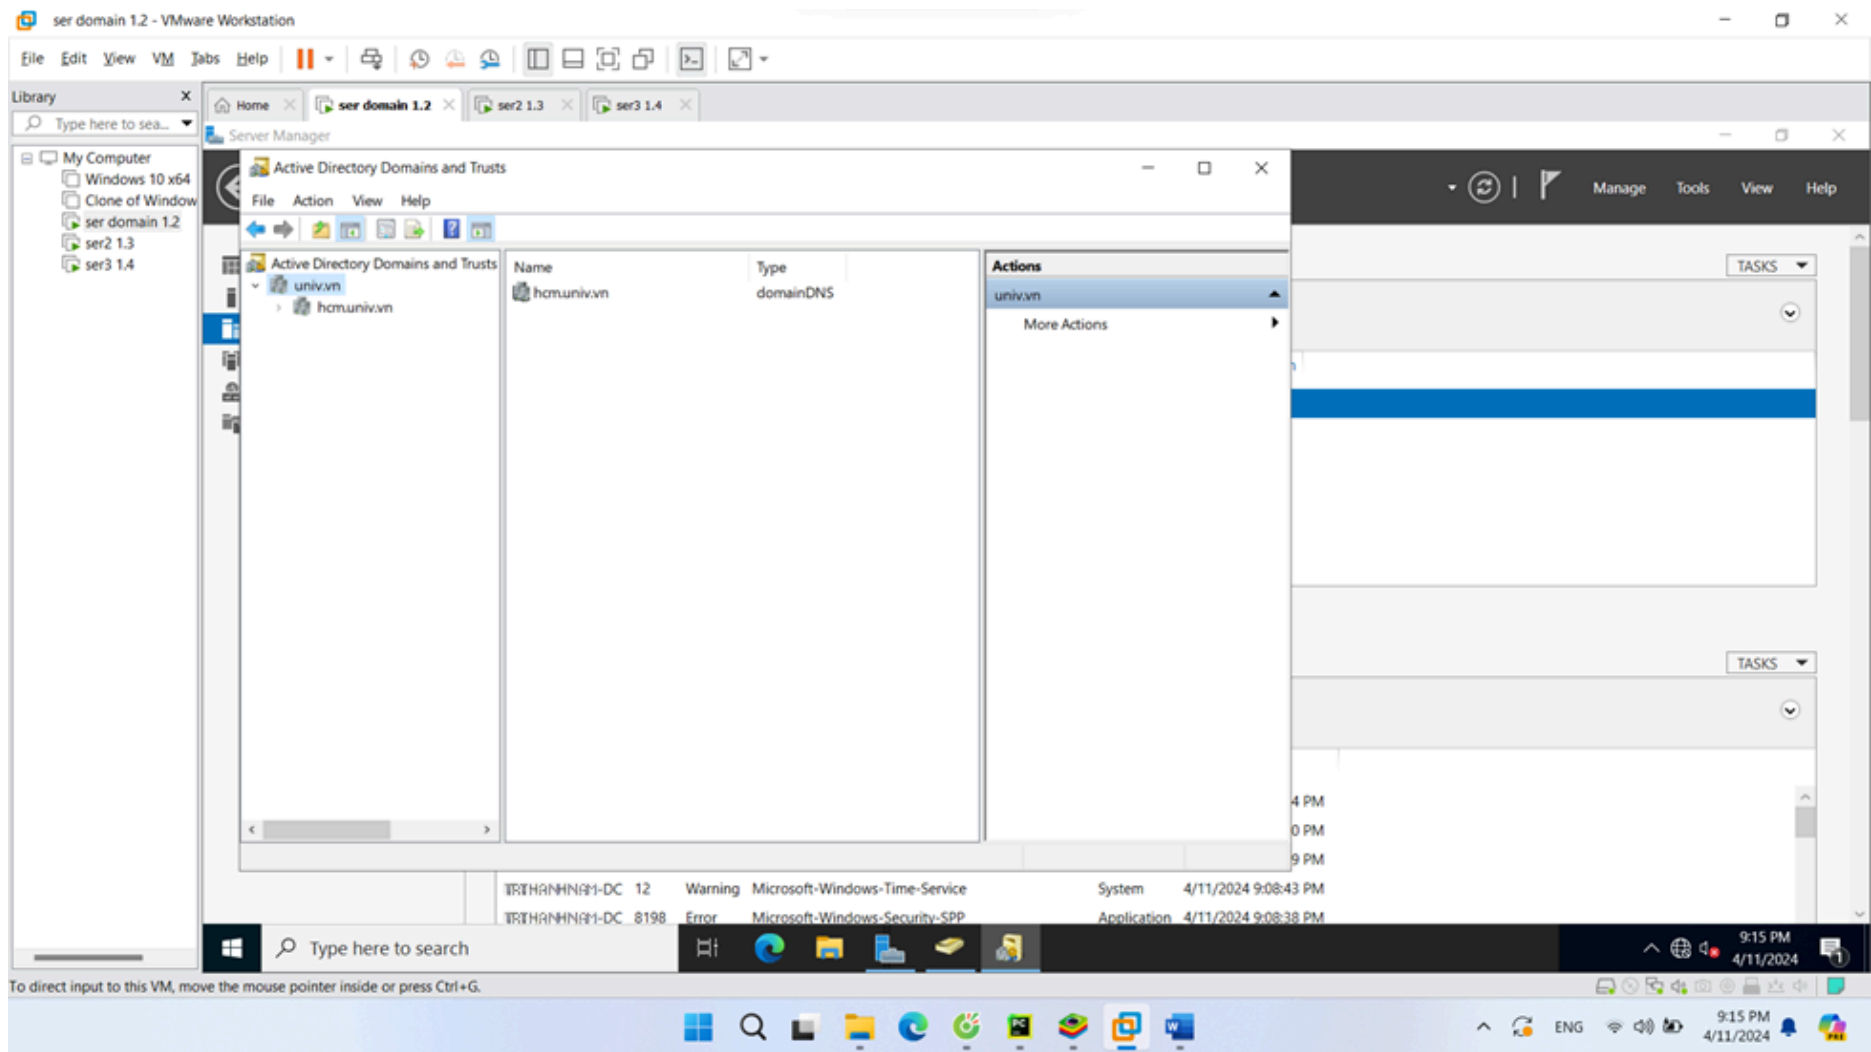 ser domain 1.2 - VMware Workstation
File Edit View VM Tabs Help
Library X
Home
ser domain 1.2
ser2 1.3
ser3 1.4
Type here to sea...
Server Manager
My Computer
Windows 10 x64
Clone of Window
ser domain 1.2
ser2 1.3
ser3 1.4
Active Directory Domains and Trusts
File Action View Help
Manage Tools View Help
Active Directory Domains and Trusts
univ.vn
hcm.univ.vn
Name Type
hcm.univ.vn domainDNS
Actions
univ.vn
More Actions
TASKS
TASKS
4 PM
0 PM
9 PM
12 Warning Microsoft-Windows-Time-Service System 4/11/2024 9:08:43 PM
8198 Error Microsoft-Windows-Security-SPP Application 4/11/2024 9:08:38 PM
Type here to search
9:15 PM
4/11/2024
1
To direct input to this VM, move the mouse pointer inside or press Ctrl+G.
ENG
9:15 PM
4/11/2024